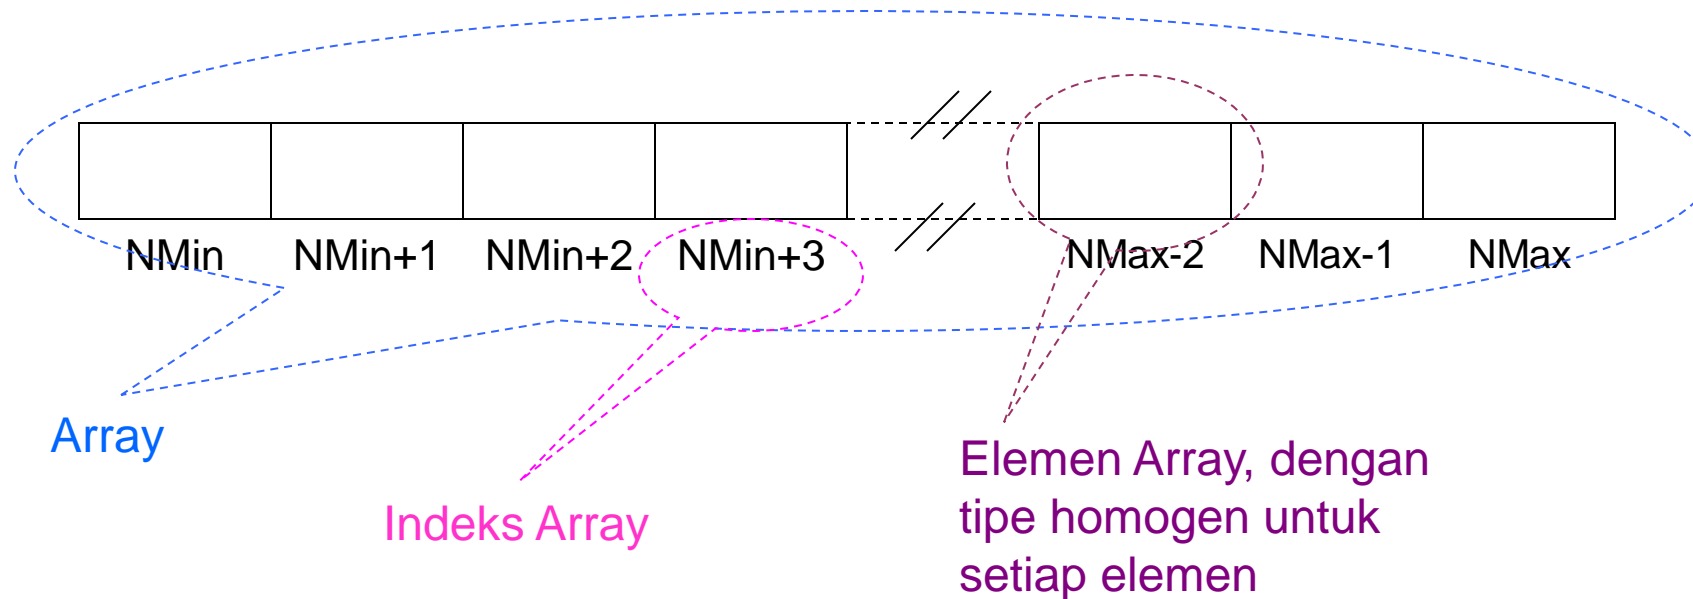 NMin NMin+1 NMin+2 NMin+3 NMax-2 NMax-1 NMax
Array
Indeks Array
Elemen Array, dengan
tipe homogen untuk
setiap elemen